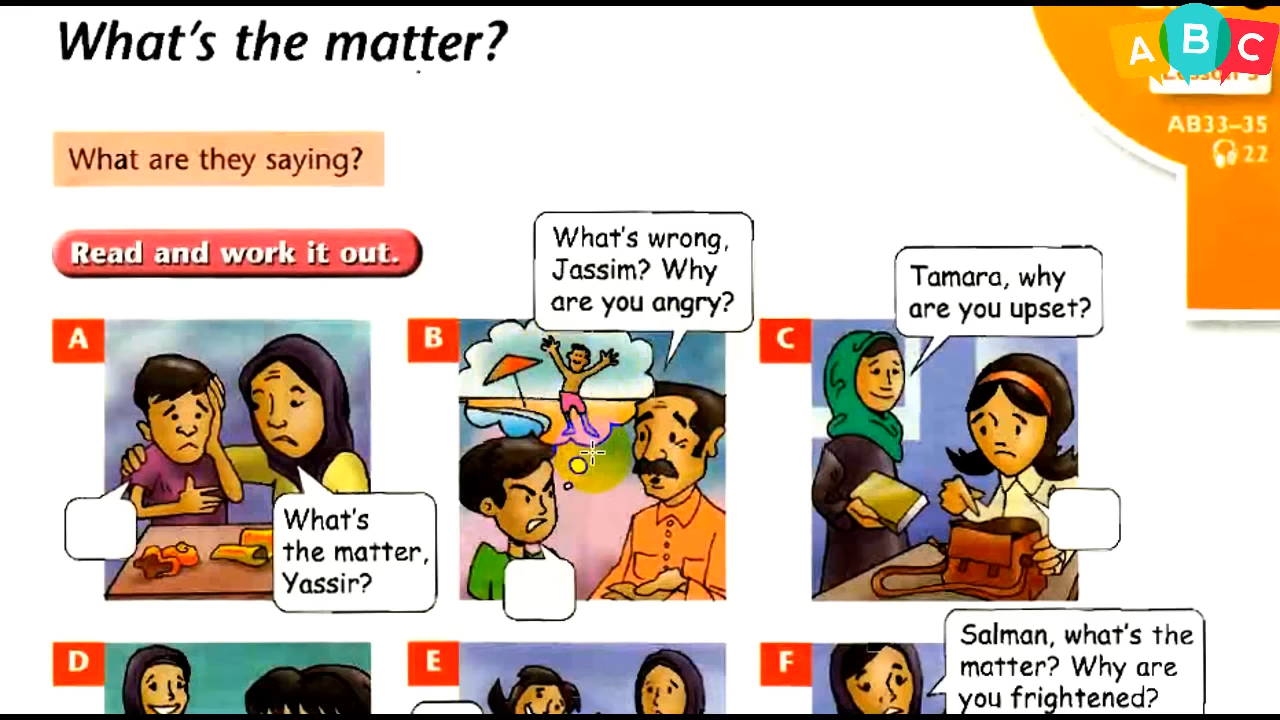 What's the matter?
A B C
Lesson 3
AB33–35
22
What are they saying?
Read and work it out.
A
What's
the matter,
Yassir?
B
What's wrong,
Jassim? Why
are you angry?
C
Tamara, why
are you upset?
D
E
F
Salman, what's the
matter? Why are
you frightened?